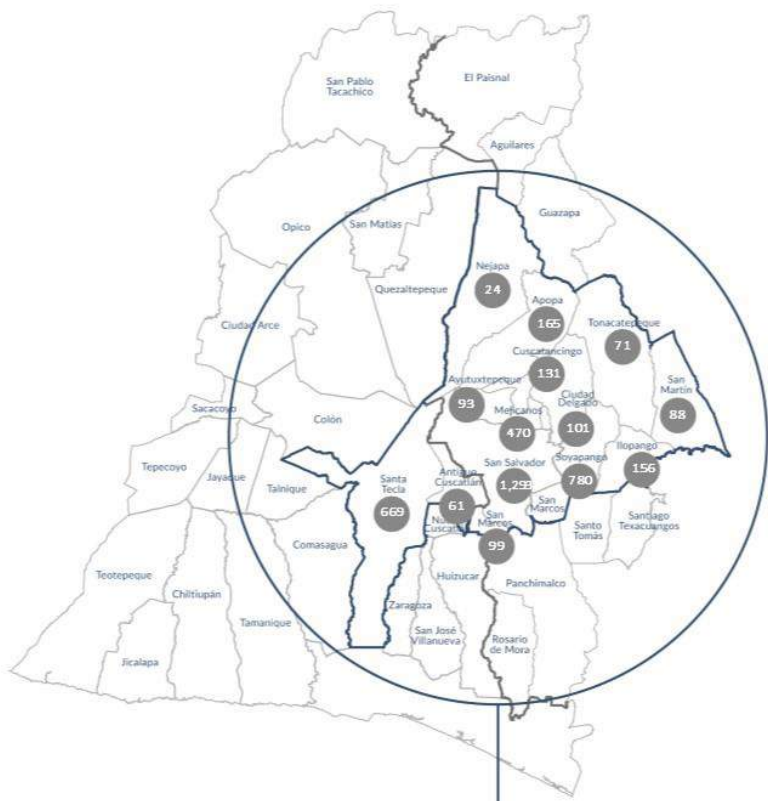 San Pablo
Tacachico
El Paisnal
Aguilares
Guazapa
Opico
San Matías
Quezaltepeque
Nejapa
24
Apopa
165
Tonacatepeque
71
Ciudad Arce
Cuscatancingo
131
Ayutuxtepeque
93
San
Martín
88
Sacacoyo
Colón
Mejicanos
470
Ciudad
Delgado
101
Ilopango
156
Tepecoyo
Jayaque
Talnique
Santa
Tecla
669
Antiguo
Cuscatlán
61
San Salvador
Soyapango
780
San
Marcos
San
Marcos
99
Santo
Tomás
Santiago
Texacuangos
Comasagua
Huizucar
Panchimalco
Teotepeque
Chiltiupán
Tamanique
Zaragoza
San José
Villanueva
Rosario
de Mora
Jicalapa